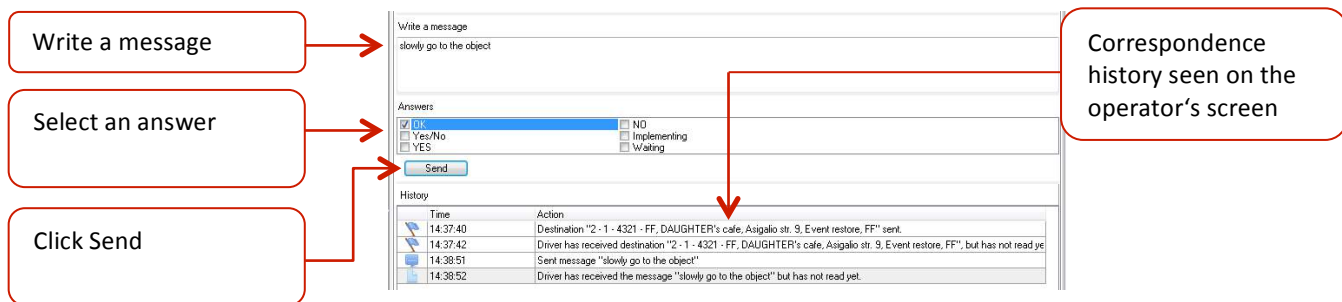 Write a message
Select an answer
Click Send
Write a message
slowly go to the object
Answers
OK
NO
Yes/No
Implementing
YES
Waiting
Send
History
Time Action
14:37:40 Destination "2 - 1 - 4321 - FF, DAUGHTER's cafe, Asigalio str. 9, Event restore, FF" sent.
14:37:42 Driver has received destination "2 - 1 - 4321 - FF, DAUGHTER's cafe, Asigalio str. 9, Event restore, FF", but has not read ye
14:38:51 Sent message "slowly go to the object"
14:38:52 Driver has received the message "slowly go to the object" but has not read yet.
Correspondence
history seen on the
operator‘s screen